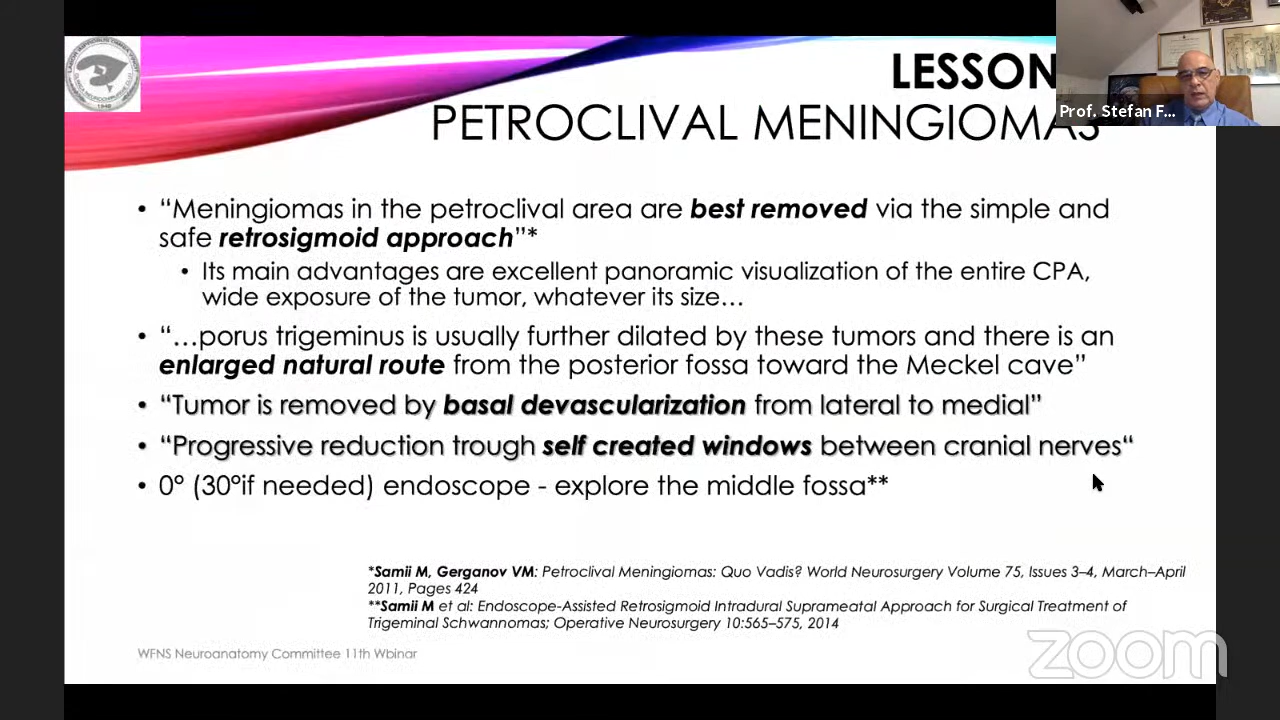 LESSON
PETROCLIVAL MENINGIOMAS
Prof. Stefan F...
• “Meningiomas in the petroclival area are best removed via the simple and
safe retrosigmoid approach”*
• Its main advantages are excellent panoramic visualization of the entire CPA,
wide exposure of the tumor, whatever its size…
• “…porus trigeminus is usually further dilated by these tumors and there is an
enlarged natural route from the posterior fossa toward the Meckel cave”
• “Tumor is removed by basal devascularization from lateral to medial”
• “Progressive reduction trough self created windows between cranial nerves“
• 0° (30°if needed) endoscope - explore the middle fossa**
*Samii M, Gerganov VM: Petroclival Meningiomas: Quo Vadis? World Neurosurgery Volume 75, Issues 3–4, March–April
2011, Pages 424
**Samii M et al: Endoscope-Assisted Retrosigmoid Intradural Suprameatal Approach for Surgical Treatment of
Trigeminal Schwannomas; Operative Neurosurgery 10:565–575, 2014
WFNS Neuroanatomy Committee 11th Wbinar
zoom